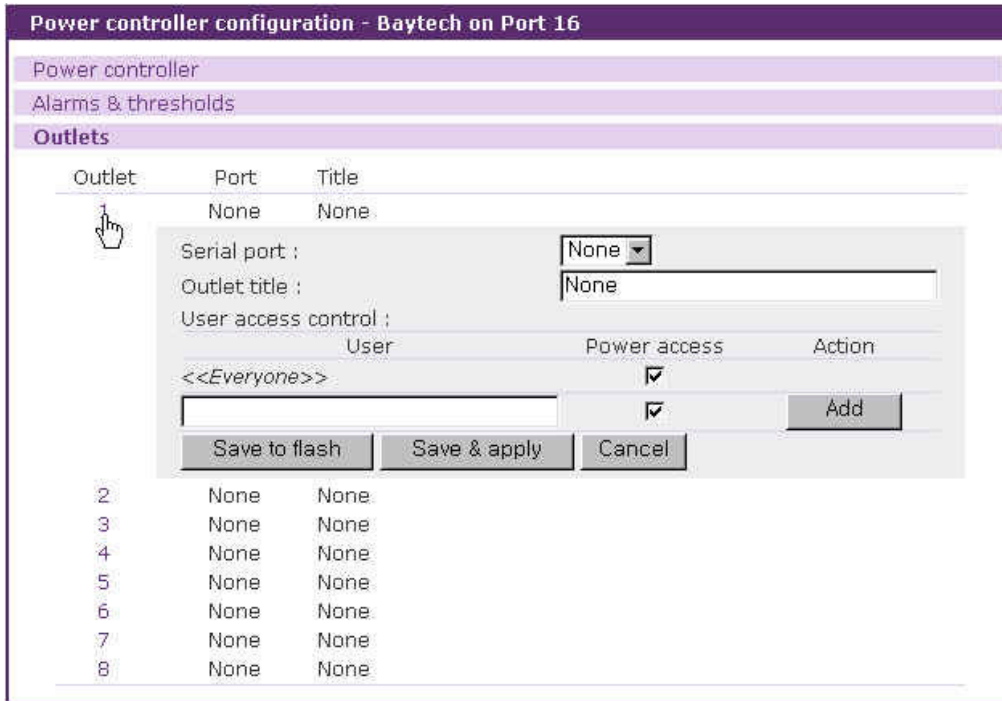 Power controller configuration - Baytech on Port 16
Power controller
Alarms & thresholds
Outlets
Outlet Port Title
1 None None
Serial port : None
Outlet title : None
User access control :
User Power access Action
<<Everyone>>
Add
Save to flash Save & apply Cancel
2 None None
3 None None
4 None None
5 None None
6 None None
7 None None
8 None None